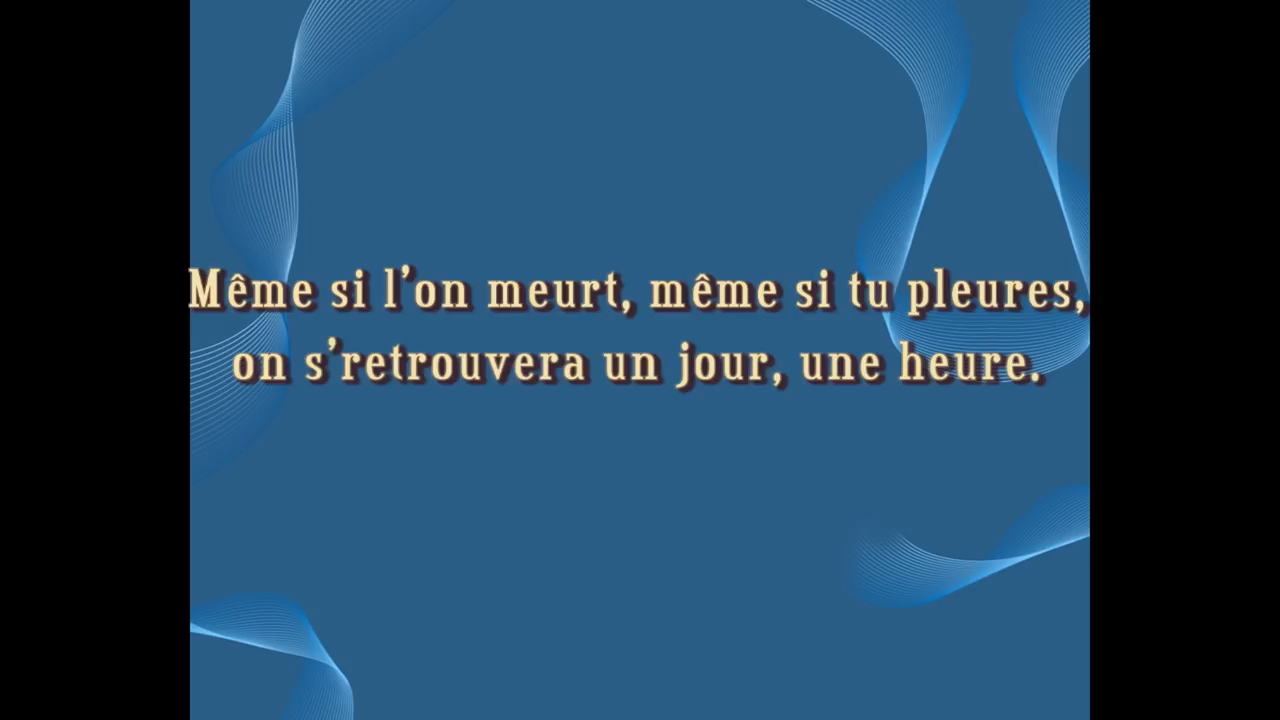 Même si l’on meurt, même si tu pleures,
on s’retrouvera un jour, une heure.